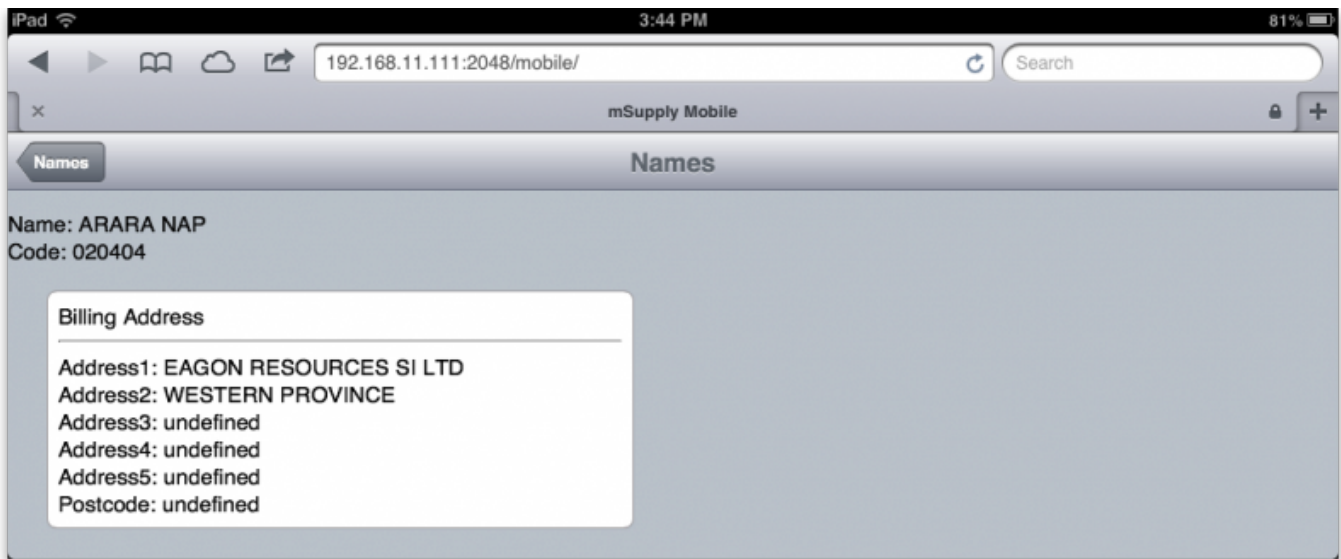 iPad 3:44 PM 81%
192.168.11.111:2048/mobile/ Search
mSupply Mobile
Names Names
Name: ARARA NAP
Code: 020404
Billing Address
Address1: EAGON RESOURCES SI LTD
Address2: WESTERN PROVINCE
Address3: undefined
Address4: undefined
Address5: undefined
Postcode: undefined